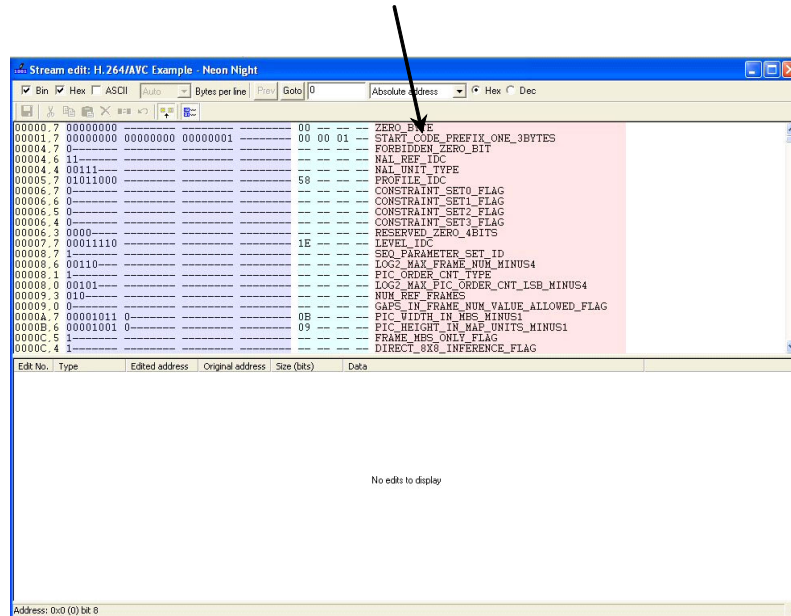 Stream edit: H.264/AVC Example - Neon Night
Bin Hex ASCII Auto Bytes per line Prev Goto 0 Absolute address Hex Dec
00000.7 00000000 -------- -------- -------- 00 -- -- -- ZERO_BYTE
00001.7 00000000 00000000 00000001 -------- 00 00 01 -- START_CODE_PREFIX_ONE_3BYTES
00004.7 0------- -------- -------- -------- -- -- -- -- FORBIDDEN_ZERO_BIT
00004.6 11------ -------- -------- -------- -- -- -- -- NAL_REF_IDC
00004.4 00111--- -------- -------- -------- -- -- -- -- NAL_UNIT_TYPE
00005.7 01011000 -------- -------- -------- 58 -- -- -- PROFILE_IDC
00006.7 0------- -------- -------- -------- -- -- -- -- CONSTRAINT_SET0_FLAG
00006.6 0------- -------- -------- -------- -- -- -- -- CONSTRAINT_SET1_FLAG
00006.5 0------- -------- -------- -------- -- -- -- -- CONSTRAINT_SET2_FLAG
00006.4 0------- -------- -------- -------- -- -- -- -- CONSTRAINT_SET3_FLAG
00006.3 0000---- -------- -------- -------- -- -- -- -- RESERVED_ZERO_4BITS
00007.7 00011110 -------- -------- -------- 1E -- -- -- LEVEL_IDC
00008.7 1------- -------- -------- -------- -- -- -- -- SEQ_PARAMETER_SET_ID
00008.6 00110--- -------- -------- -------- -- -- -- -- LOG2_MAX_FRAME_NUM_MINUS4
00008.1 1------- -------- -------- -------- -- -- -- -- PIC_ORDER_CNT_TYPE
00008.0 00101--- -------- -------- -------- -- -- -- -- LOG2_MAX_PIC_ORDER_CNT_LSB_MINUS4
00009.3 010----- -------- -------- -------- -- -- -- -- NUM_REF_FRAMES
00009.0 0------- -------- -------- -------- -- -- -- -- GAPS_IN_FRAME_NUM_VALUE_ALLOWED_FLAG
0000A.7 00001011 0------- -------- -------- 0B -- -- -- PIC_WIDTH_IN_MBS_MINUS1
0000B.6 00001001 0------- -------- -------- 09 -- -- -- PIC_HEIGHT_IN_MAP_UNITS_MINUS1
0000C.5 1------- -------- -------- -------- -- -- -- -- FRAME_MBS_ONLY_FLAG
0000C.4 1------- -------- -------- -------- -- -- -- -- DIRECT_8X8_INFERENCE_FLAG
Edit No. Type Edited address Original address Size (bits) Data
No edits to display
Address: 0x0 (0) bit 8